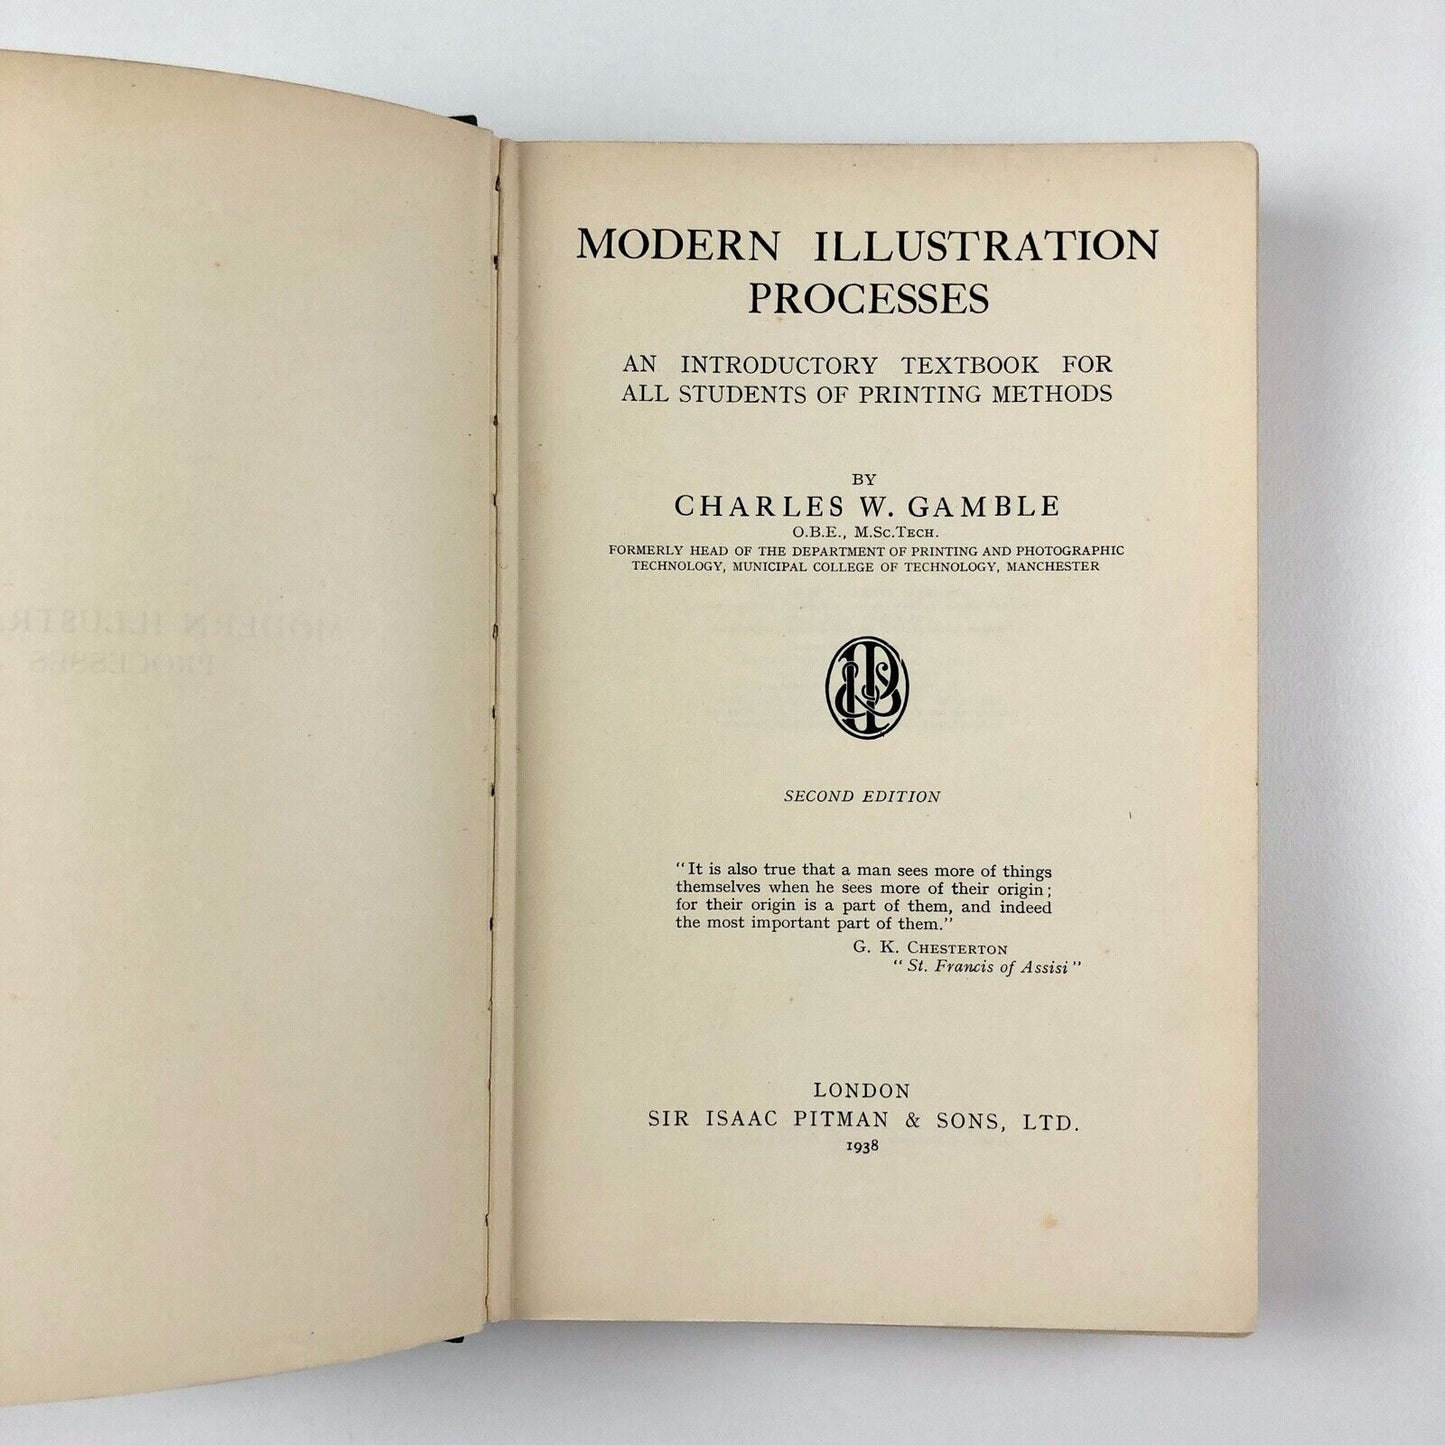 MODERN ILLUSTRATION
PROCESSES
AN INTRODUCTORY TEXTBOOK FOR
ALL STUDENTS OF PRINTING METHODS
BY
CHARLES W. GAMBLE
O.B.E., M.Sc.Tech.
FORMERLY HEAD OF THE DEPARTMENT OF PRINTING AND PHOTOGRAPHIC
TECHNOLOGY, MUNICIPAL COLLEGE OF TECHNOLOGY, MANCHESTER
SECOND EDITION
"It is also true that a man sees more of things
themselves when he sees more of their origin;
for their origin is a part of them, and indeed
the most important part of them."
G. K. Chesterton
"St. Francis of Assisi"
LONDON
SIR ISAAC PITMAN & SONS, LTD.
1938